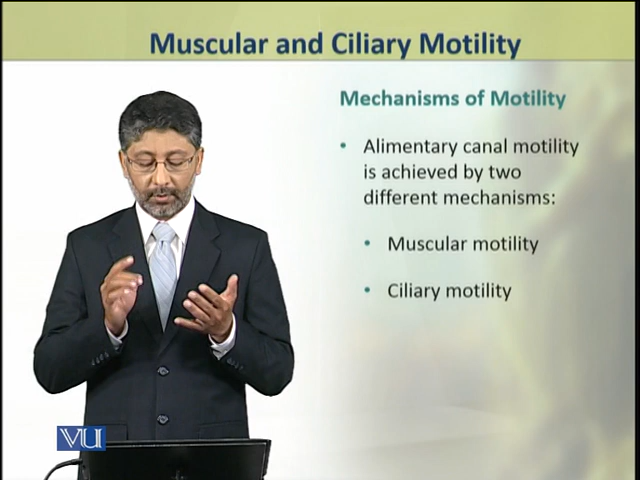 Muscular and Ciliary Motility
Mechanisms of Motility
• Alimentary canal motility
is achieved by two
different mechanisms:
• Muscular motility
• Ciliary motility
VU